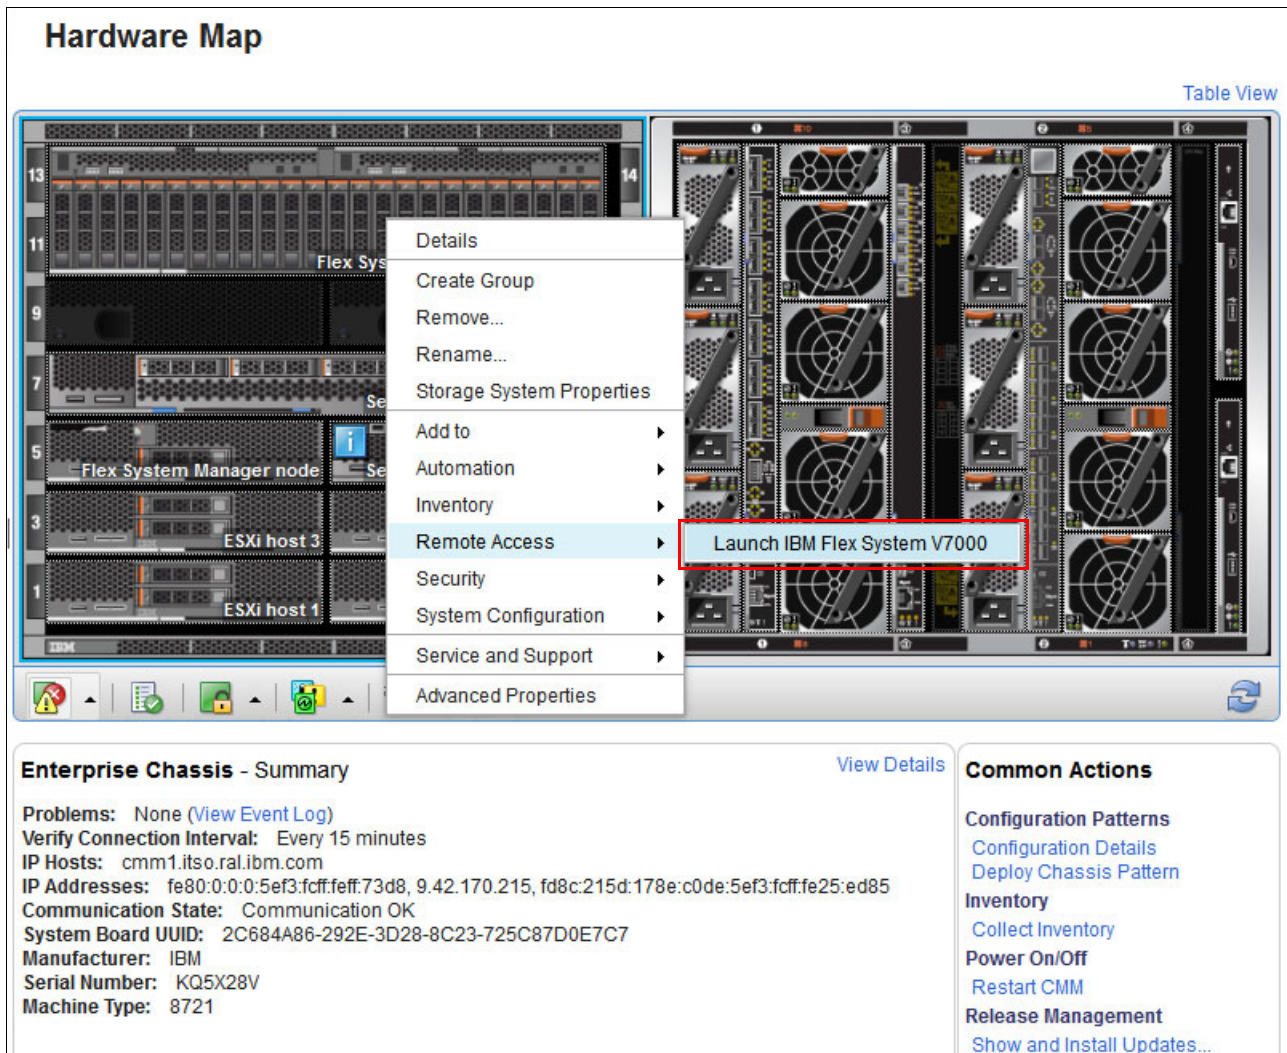 Hardware Map
Table View
13
14
11
Flex Sys
9
7
Se
5
Flex System Manager node
Se
3
ESXi host 3
1
ESXi host 1
IBM
Details
Create Group
Remove...
Rename...
Storage System Properties
Add to
Automation
Inventory
Remote Access
Launch IBM Flex System V7000
Security
System Configuration
Service and Support
Advanced Properties
Enterprise Chassis - Summary
View Details
Problems: None (View Event Log)
Verify Connection Interval: Every 15 minutes
IP Hosts: cmm1.itso.ral.ibm.com
IP Addresses: fe80:0:0:0:5ef3:fcff:feff:73d8, 9.42.170.215, fd8c:215d:178e:c0de:5ef3:fcff:fe25:ed85
Communication State: Communication OK
System Board UUID: 2C684A86-292E-3D28-8C23-725C87D0E7C7
Manufacturer: IBM
Serial Number: KQ5X28V
Machine Type: 8721
Common Actions
Configuration Patterns
Configuration Details
Deploy Chassis Pattern
Inventory
Collect Inventory
Power On/Off
Restart CMM
Release Management
Show and Install Updates...